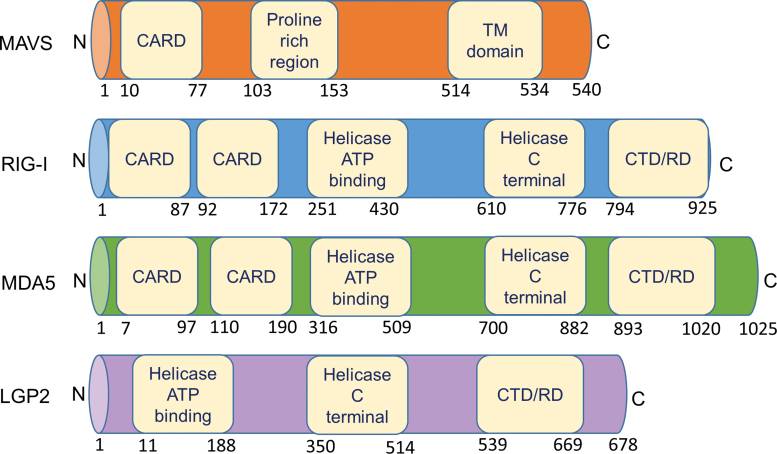 MAVS N CARD Proline rich region TM domain C
1 10 77 103 153 514 534 540
RIG-I N CARD CARD Helicase ATP binding Helicase C terminal CTD/RD C
1 87 92 172 251 430 610 776 794 925
MDA5 N CARD CARD Helicase ATP binding Helicase C terminal CTD/RD C
1 7 97 110 190 316 509 700 882 893 1020 1025
LGP2 N Helicase ATP binding Helicase C terminal CTD/RD C
1 11 188 350 514 539 669 678